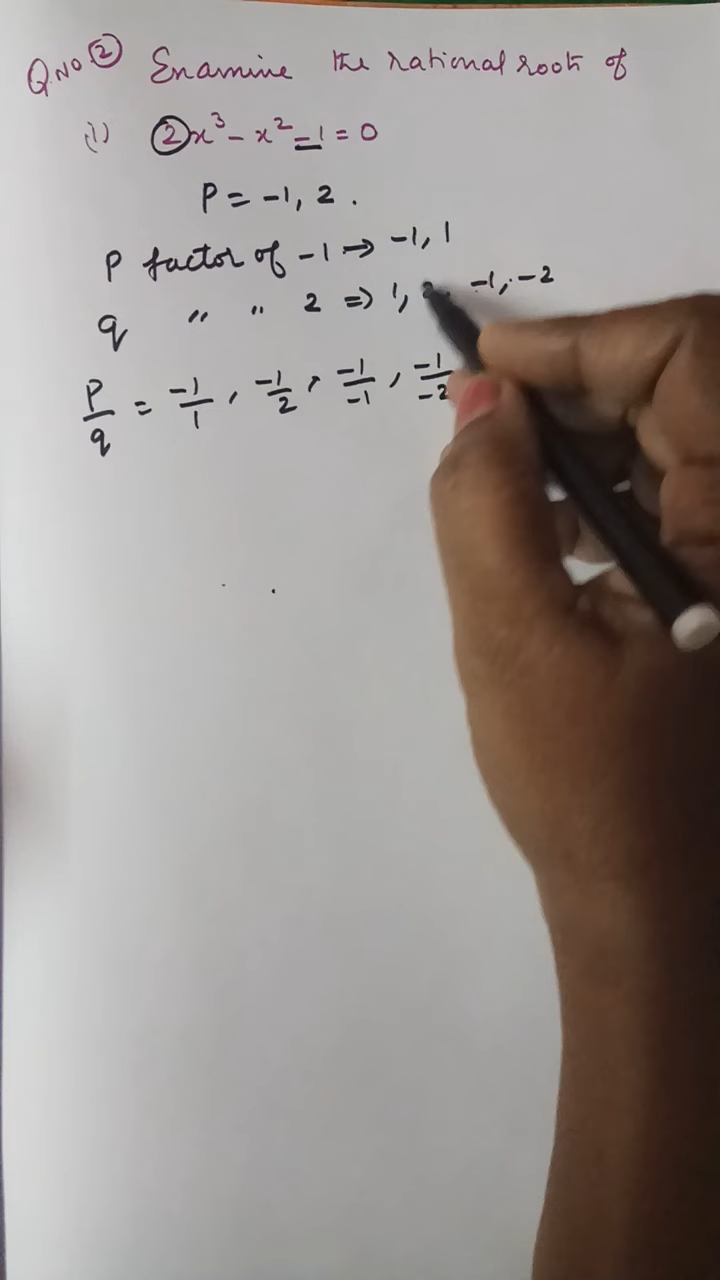 Q.No ② Examine the rational root of
(i) ②x³ - x² - 1 = 0
P = -1, 2.
P factor of -1 → -1, 1
q " " 2 ⇒ 1, -1, -2
P/q = -1/1, -1/2, -1/-1, -1/-2